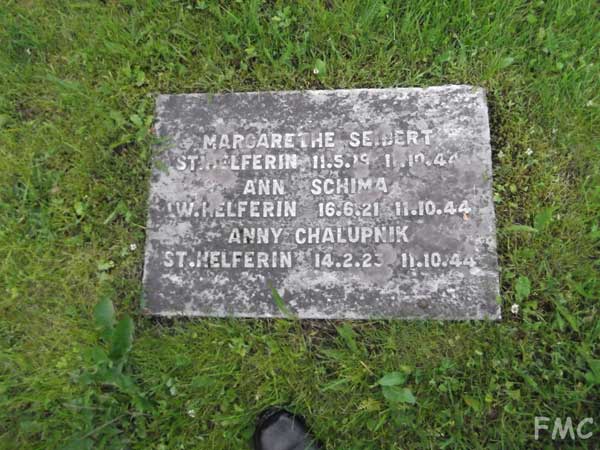 MARGARETHE SEIBERT
ST.HELFERIN 11.5.19 11.10.44
ANN SCHIMA
W.HELFERIN 16.6.21 11.10.44
ANNY CHALUPNIK
ST.HELFERIN 14.2.23 11.10.44
FMC